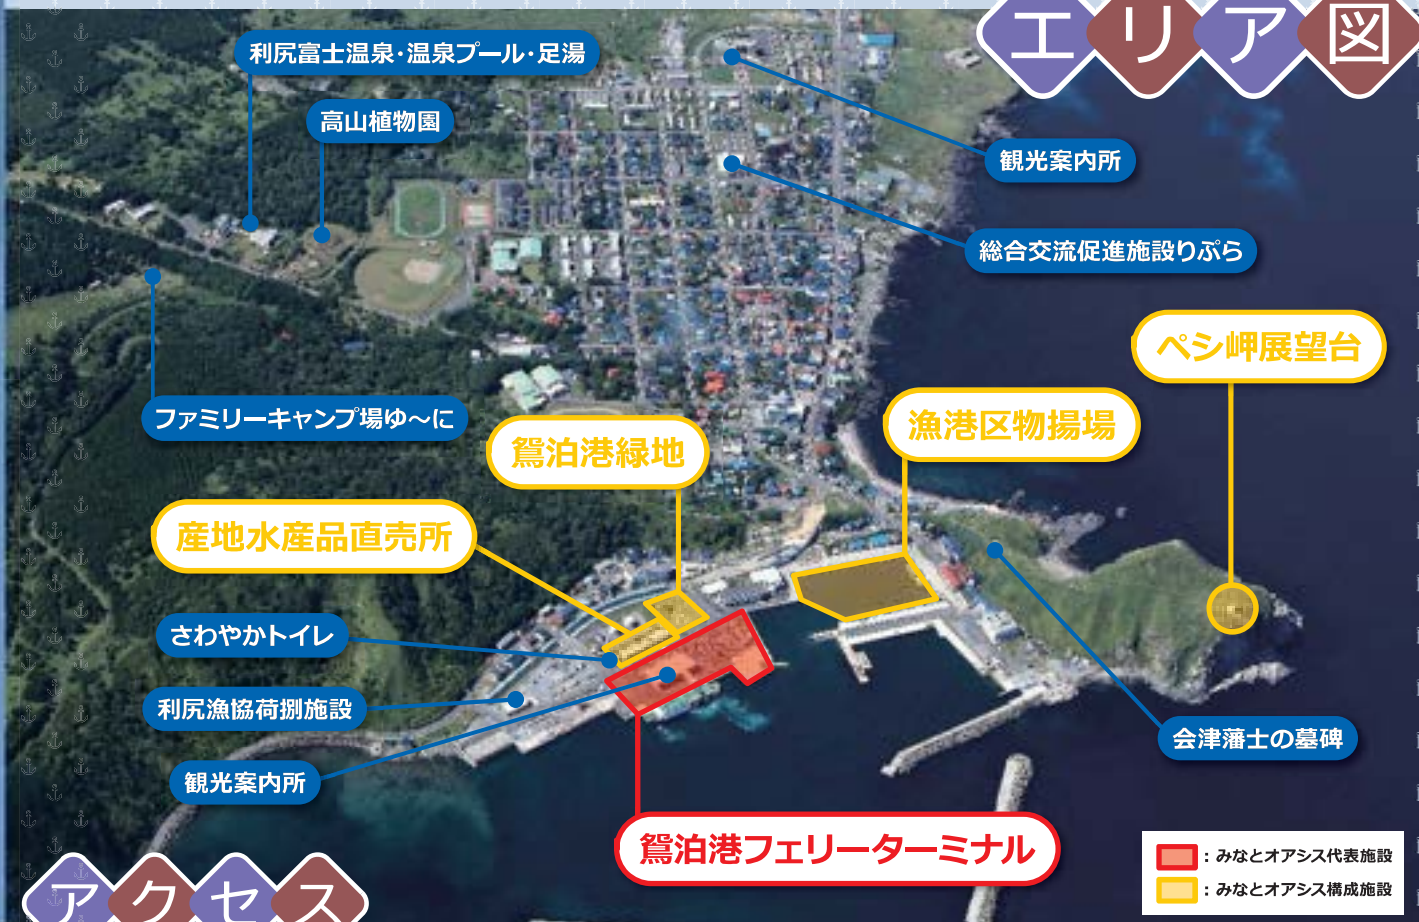 エリア図
利尻富士温泉・温泉プール・足湯
高山植物園
観光案内所
総合交流促進施設りぷら
ペシ岬展望台
ファミリーキャンプ場ゆ～に
漁港区物揚場
鴛泊港緑地
産地水産品直売所
さわやかトイレ
利尻漁協荷捌施設
会津藩士の墓碑
観光案内所
鴛泊港フェリーターミナル
：みなとオアシス代表施設
：みなとオアシス構成施設
アクセス